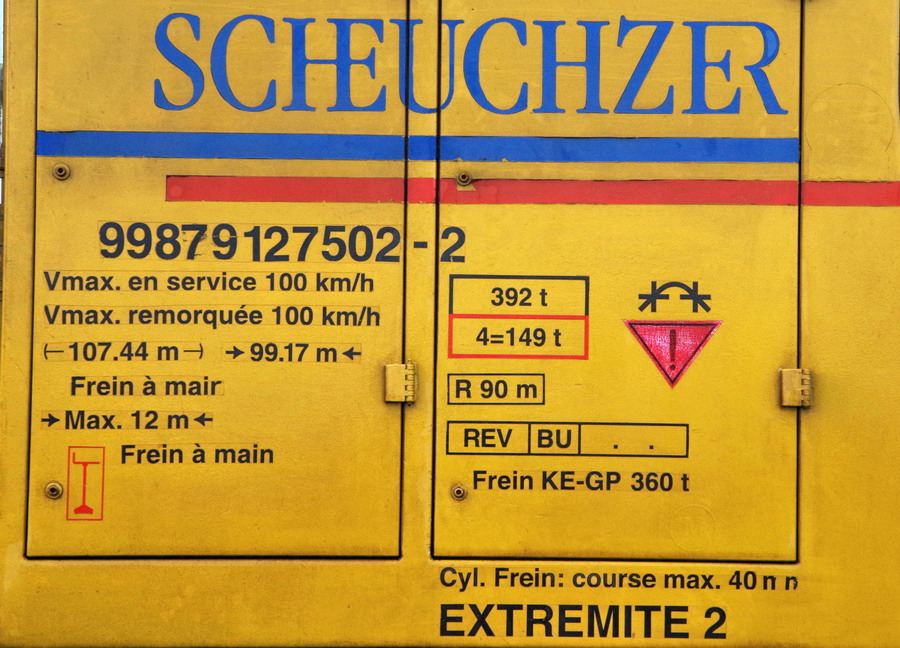 SCHEUCHZER
99879127502-2
Vmax. en service 100 km/h
Vmax. remorquée 100 km/h
107.44 m 99.17 m
Frein à mair
Max. 12 m
Frein à main
392 t
4=149 t
!
R 90 m
REV BU . .
Frein KE-GP 360 t
Cyl. Frein: course max. 40 n n
EXTREMITE 2